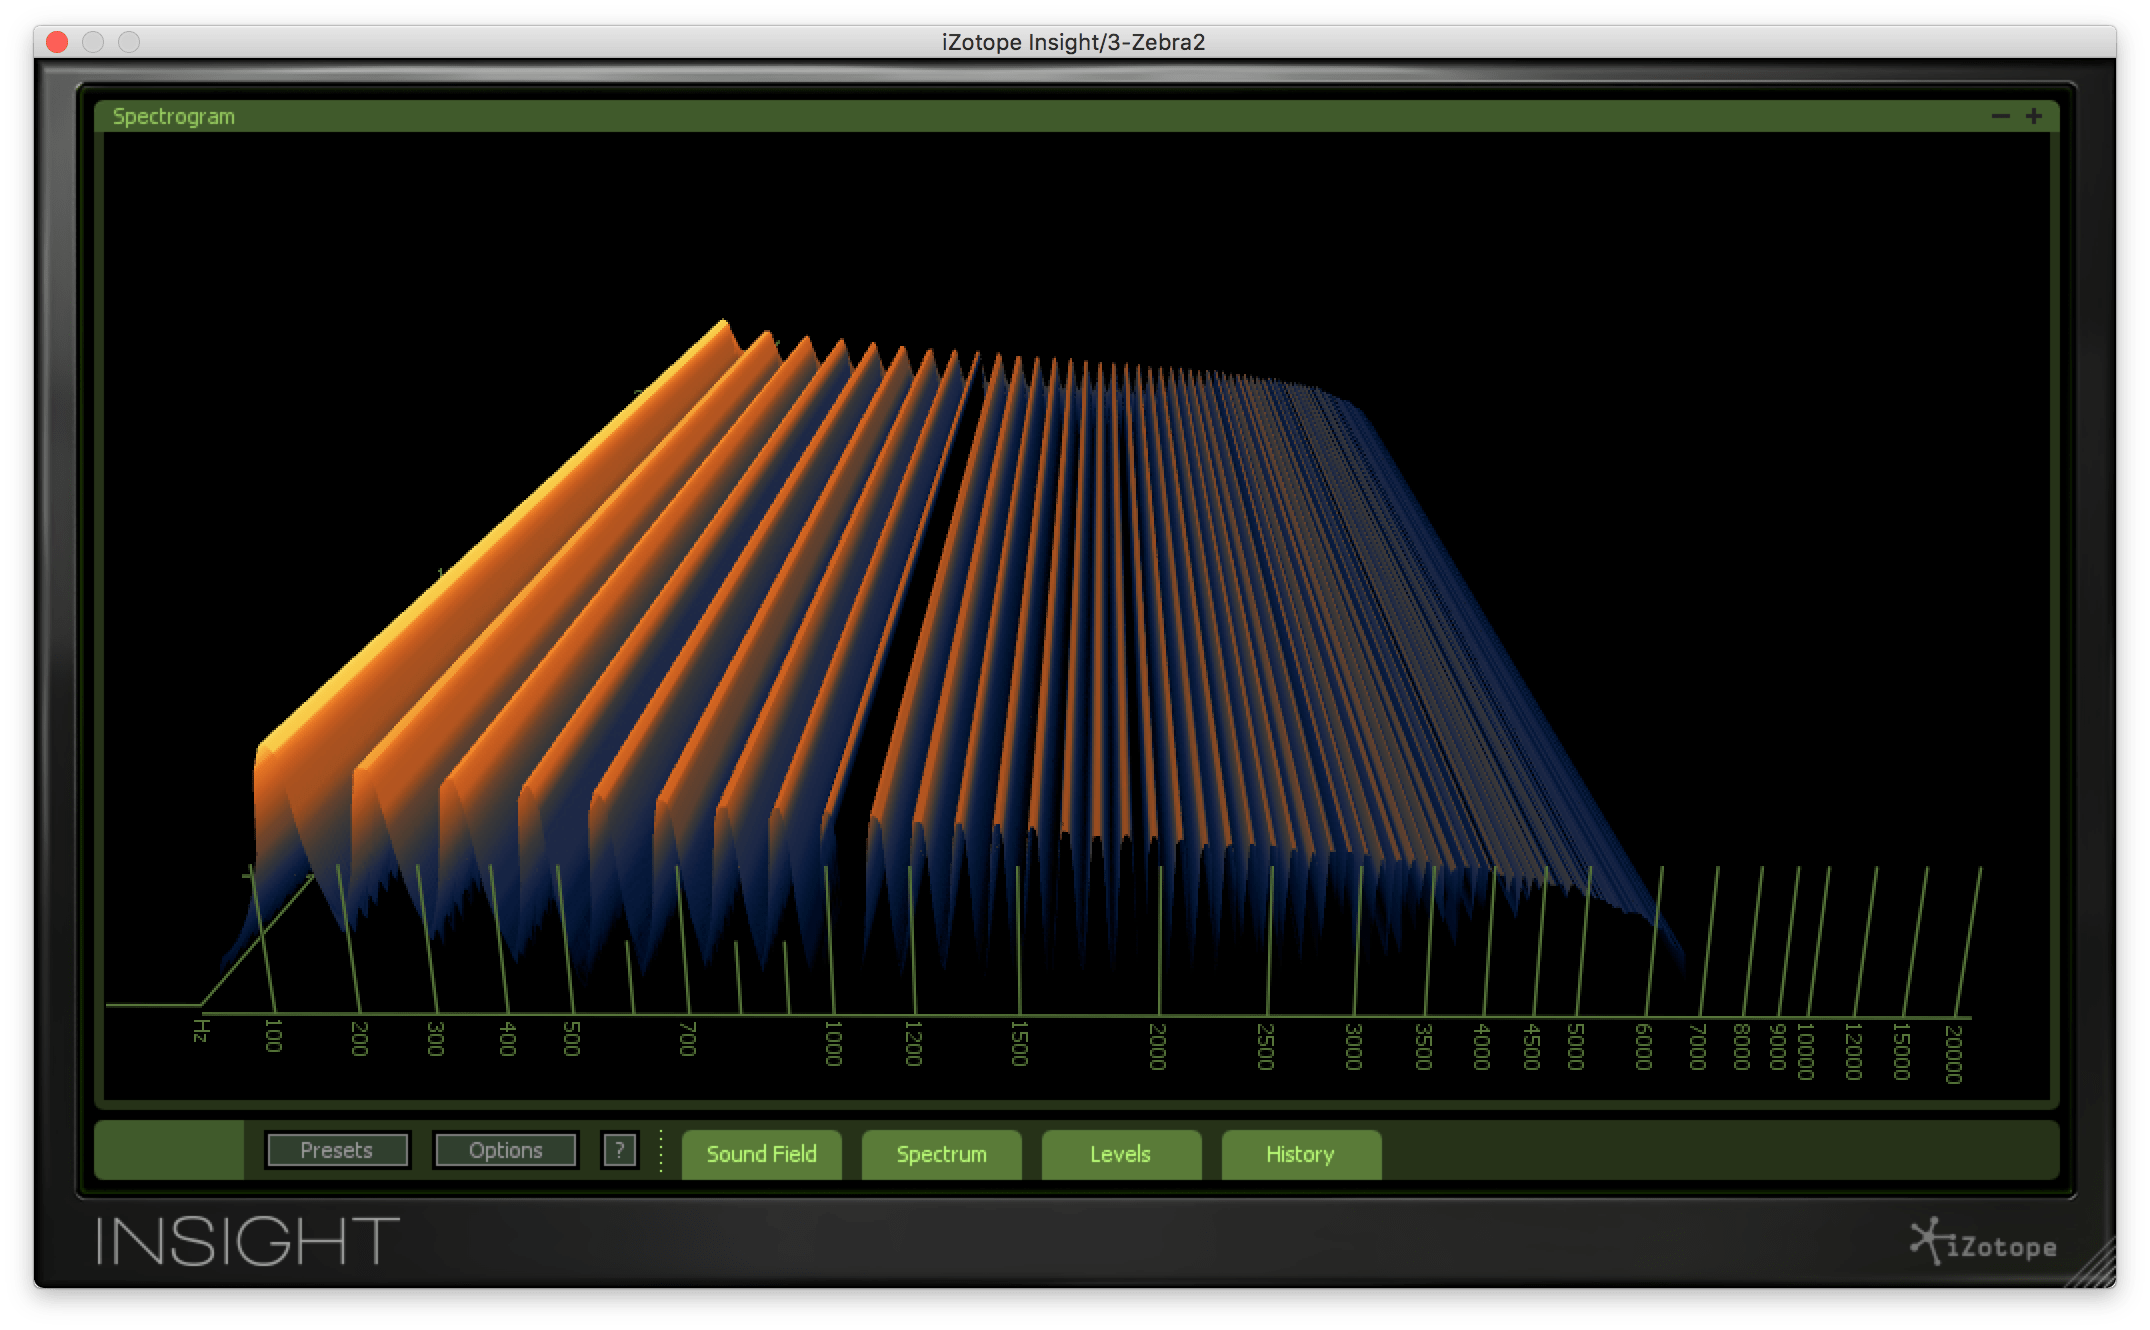 iZotope Insight/3-Zebra2
Spectrogram
Hz 100 200 300 400 500 700 1000 1200 1500 2000 2500 3000 3500 4000 4500 5000 6000 7000 8000 9000 10000 12000 15000 20000
Presets Options ? Sound Field Spectrum Levels History
INSIGHT iZotope